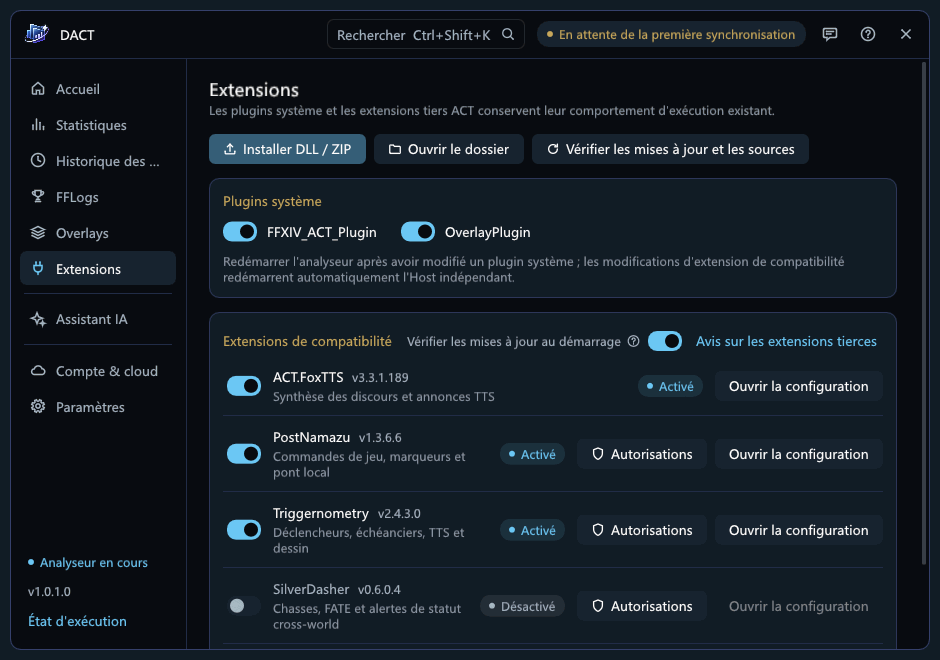 DACT
Rechercher Ctrl+Shift+K
En attente de la première synchronisation
Accueil
Statistiques
Historique des ...
FFLogs
Overlays
Extensions
Assistant IA
Compte & cloud
Paramètres
Analyseur en cours
v1.0.1.0
État d'exécution
Extensions
Les plugins système et les extensions tiers ACT conservent leur comportement d'exécution existant.
Installer DLL / ZIP
Ouvrir le dossier
Vérifier les mises à jour et les sources
Plugins système
FFXIV_ACT_Plugin
OverlayPlugin
Redémarrer l'analyseur après avoir modifié un plugin système ; les modifications d'extension de compatibilité
redémarrent automatiquement l'Host indépendant.
Extensions de compatibilité
Vérifier les mises à jour au démarrage
Avis sur les extensions tierces
ACT.FoxTTS v3.3.1.189
Synthèse des discours et annonces TTS
Activé
Ouvrir la configuration
PostNamazu v1.3.6.6
Commandes de jeu, marqueurs et
pont local
Activé
Autorisations
Ouvrir la configuration
Triggernometry v2.4.3.0
Déclencheurs, échéanciers, TTS et
dessin
Activé
Autorisations
Ouvrir la configuration
SilverDasher v0.6.0.4
Chasses, FATE et alertes de statut
cross-world
Désactivé
Autorisations
Ouvrir la configuration